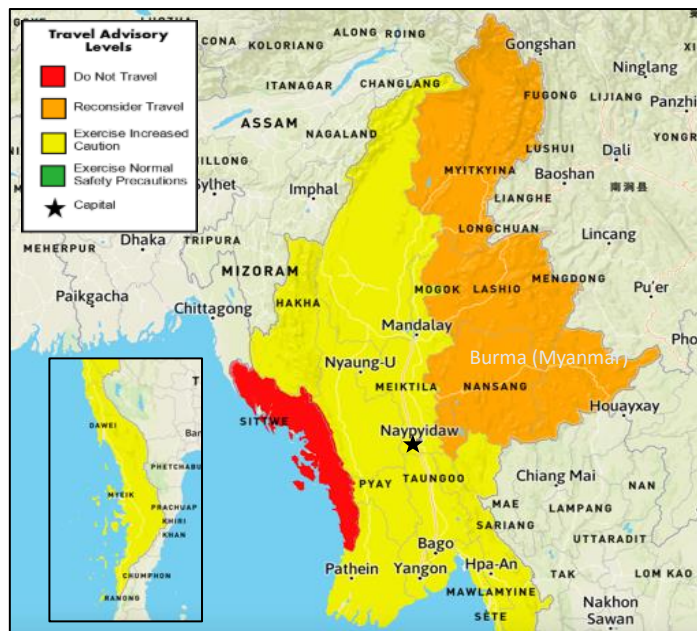 Travel Advisory
Levels
Do Not Travel
Reconsider Travel
Exercise Increased
Caution
Exercise Normal
Safety Precautions
Capital
CONA
KOLORIANG
ALONG
ROING
Gongshan
ITANAGAR
CHANGLANG
Ninglang
ASSAM
NAGALAND
FUGONG
LIJIANG
Panzhi
YONGR
LUSHUI
Dali
Sylhet
Imphal
MYITKYINA
Baoshan
南涧县
LIANGHE
Dhaka
TRIPURA
LONGCHUAN
Lincang
MEHERPUR
MIZORAM
MENGDONG
Paikgacha
HAKHA
MOGOK
LASHIO
Pu'er
Chittagong
Mandalay
Pho
Nyaung-U
Burma (Myanmar)
MEIKTILA
NANSANG
SITTWE
Houayxay
DAWEI
Naypyidaw
Ban
PHETCHABU
PYAY
TAUNGOO
Chiang Mai
NAN
MYEIK
PRACHUAP
KHIRI
KHAN
MAE
SARIANG
LAMPANG
UTTARADIT
Bago
Pathein
Yangon
Hpa-An
TAK
LOM KAO
CHUMPHON
MAWLAMYINE
RANONG
SÊTE
Nakhon
Sawan